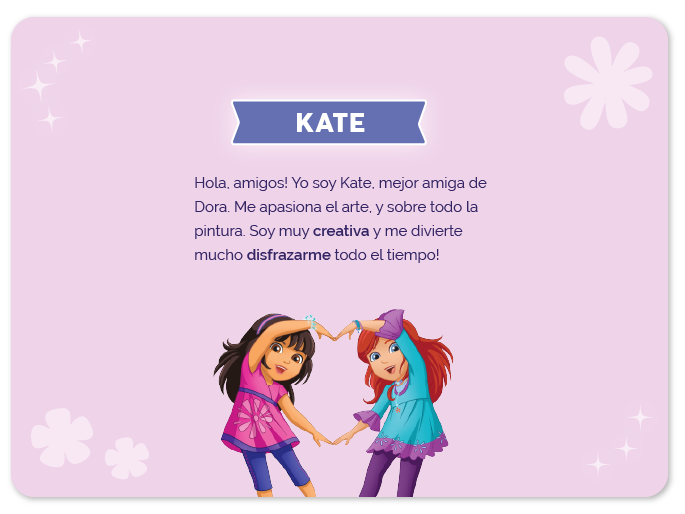 KATE
Hola, amigos! Yo soy Kate, mejor amiga de
Dora. Me apasiona el arte, y sobre todo la
pintura. Soy muy creativa y me divierte
mucho disfrazarme todo el tiempo!